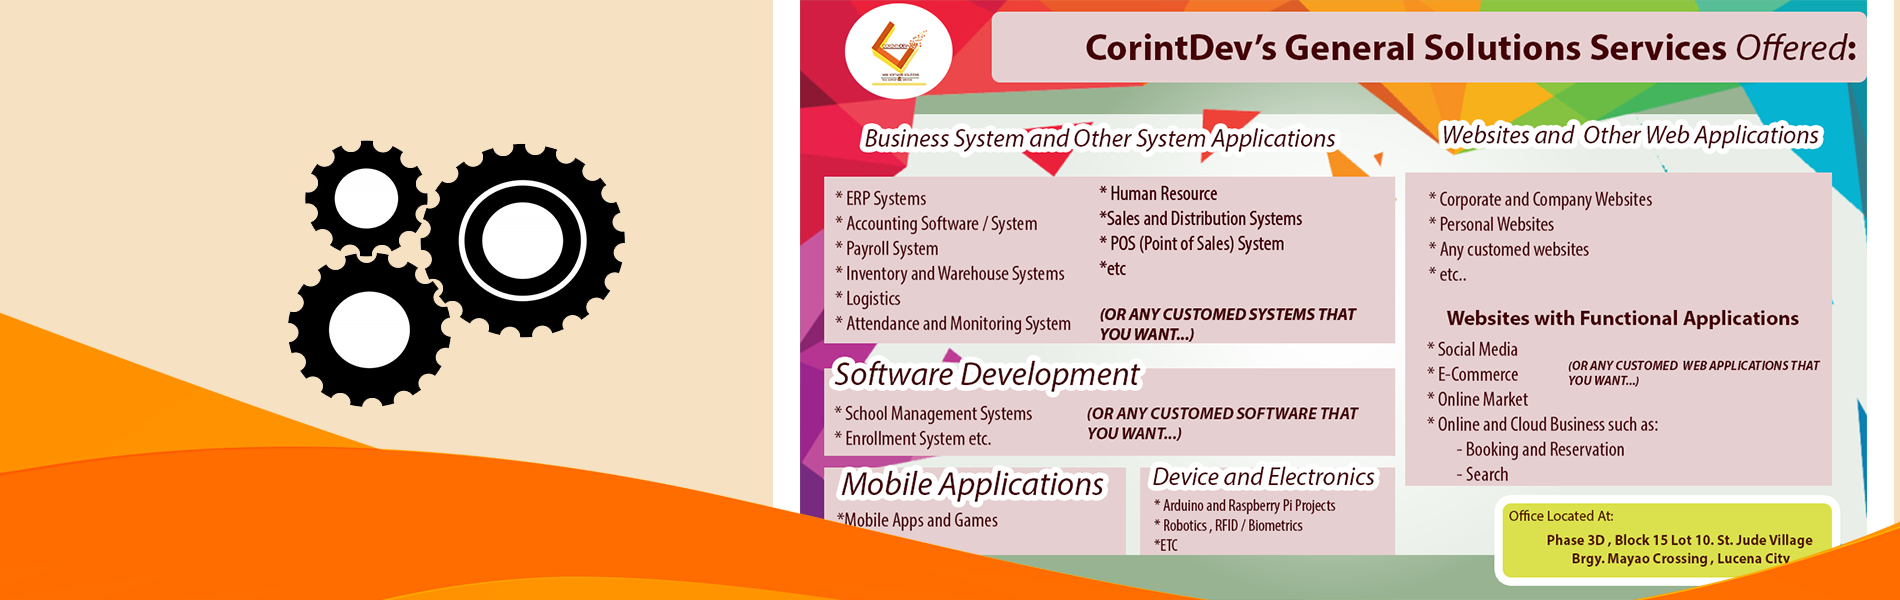 CORINTDEV
CorintDev's General Solutions Services Offered:
Business System and Other System Applications
* ERP Systems
* Accounting Software / System
* Payroll System
* Inventory and Warehouse Systems
* Logistics
* Attendance and Monitoring System
* Human Resource
*Sales and Distribution Systems
* POS (Point of Sales) System
*etc
(OR ANY CUSTOMED SYSTEMS THAT
YOU WANT...)
Software Development
* School Management Systems
* Enrollment System etc.
(OR ANY CUSTOMED SOFTWARE THAT
YOU WANT...)
Mobile Applications
*Mobile Apps and Games
Device and Electronics
* Arduino and Raspberry Pi Projects
* Robotics , RFID / Biometrics
*ETC
Websites and Other Web Applications
* Corporate and Company Websites
* Personal Websites
* Any customed websites
* etc..
Websites with Functional Applications
* Social Media
* E-Commerce
* Online Market
* Online and Cloud Business such as:
- Booking and Reservation
- Search
(OR ANY CUSTOMED WEB APPLICATIONS THAT
YOU WANT...)
Office Located At:
Phase 3D , Block 15 Lot 10. St. Jude Village
Brgy. Mayao Crossing , Lucena City